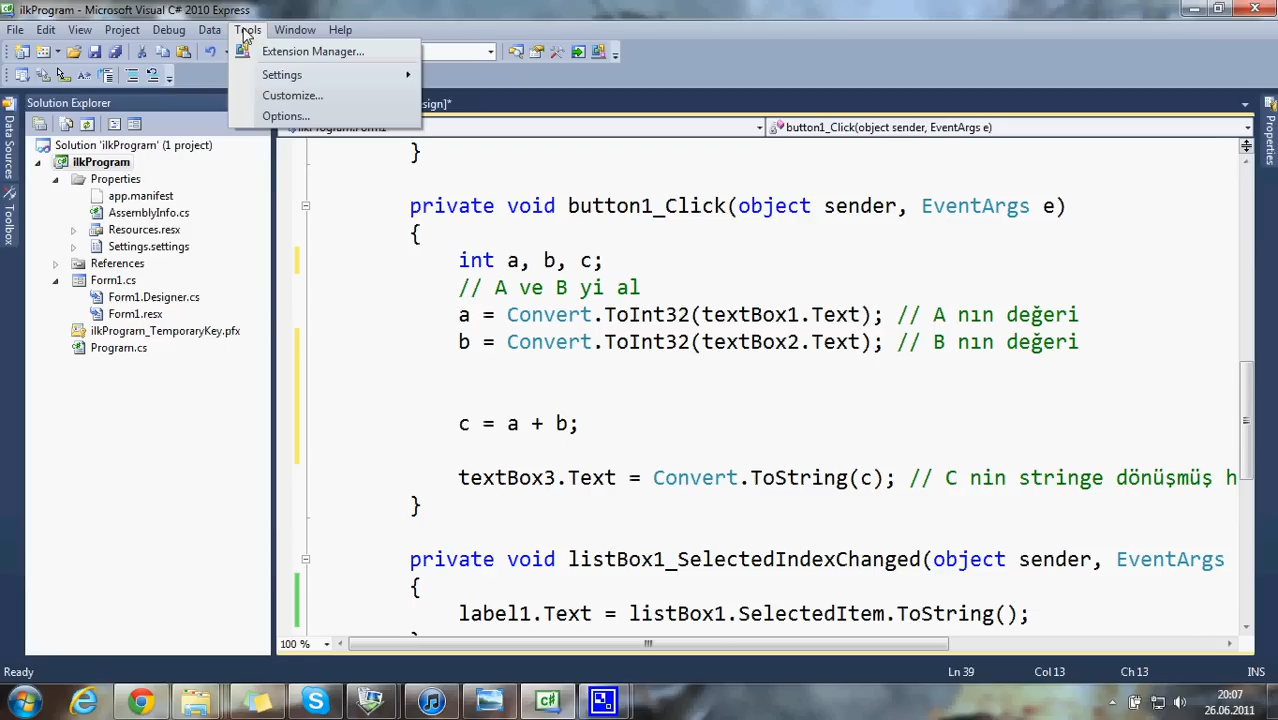 ilkProgram - Microsoft Visual C# 2010 Express
File Edit View Project Debug Data Tools Window Help
Extension Manager...
Settings
Customize...
Options...
Solution Explorer
esign]*
button1_Click(object sender, EventArgs e)
Solution 'ilkProgram' (1 project)
ilkProgram
Properties
app.manifest
AssemblyInfo.cs
Resources.resx
Settings.settings
References
Form1.cs
Form1.Designer.cs
Form1.resx
ilkProgram_TemporaryKey.pfx
Program.cs
Data Sources
Toolbox
}
private void button1_Click(object sender, EventArgs e)
{
int a, b, c;
// A ve B yi al
a = Convert.ToInt32(textBox1.Text); // A nın değeri
b = Convert.ToInt32(textBox2.Text); // B nın değeri
c = a + b;
textBox3.Text = Convert.ToString(c); // C nin stringe dönüşmüş h
}
private void listBox1_SelectedIndexChanged(object sender, EventArgs
{
label1.Text = listBox1.SelectedItem.ToString();
Properties
100 %
Ready Ln 39 Col 13 Ch 13 INS
20:07
26.06.2011